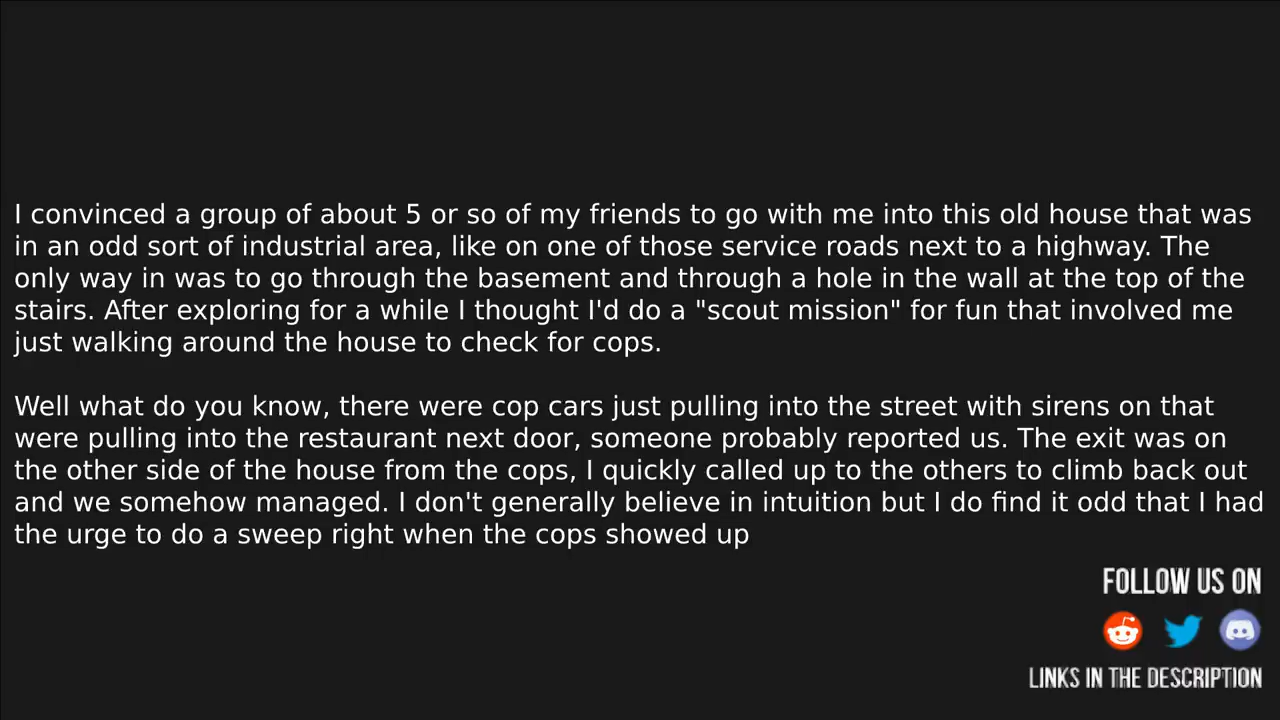 I convinced a group of about 5 or so of my friends to go with me into this old house that was
in an odd sort of industrial area, like on one of those service roads next to a highway. The
only way in was to go through the basement and through a hole in the wall at the top of the
stairs. After exploring for a while I thought I'd do a "scout mission" for fun that involved me
just walking around the house to check for cops.
Well what do you know, there were cop cars just pulling into the street with sirens on that
were pulling into the restaurant next door, someone probably reported us. The exit was on
the other side of the house from the cops, I quickly called up to the others to climb back out
and we somehow managed. I don't generally believe in intuition but I do find it odd that I had
the urge to do a sweep right when the cops showed up
FOLLOW US ON
LINKS IN THE DESCRIPTION